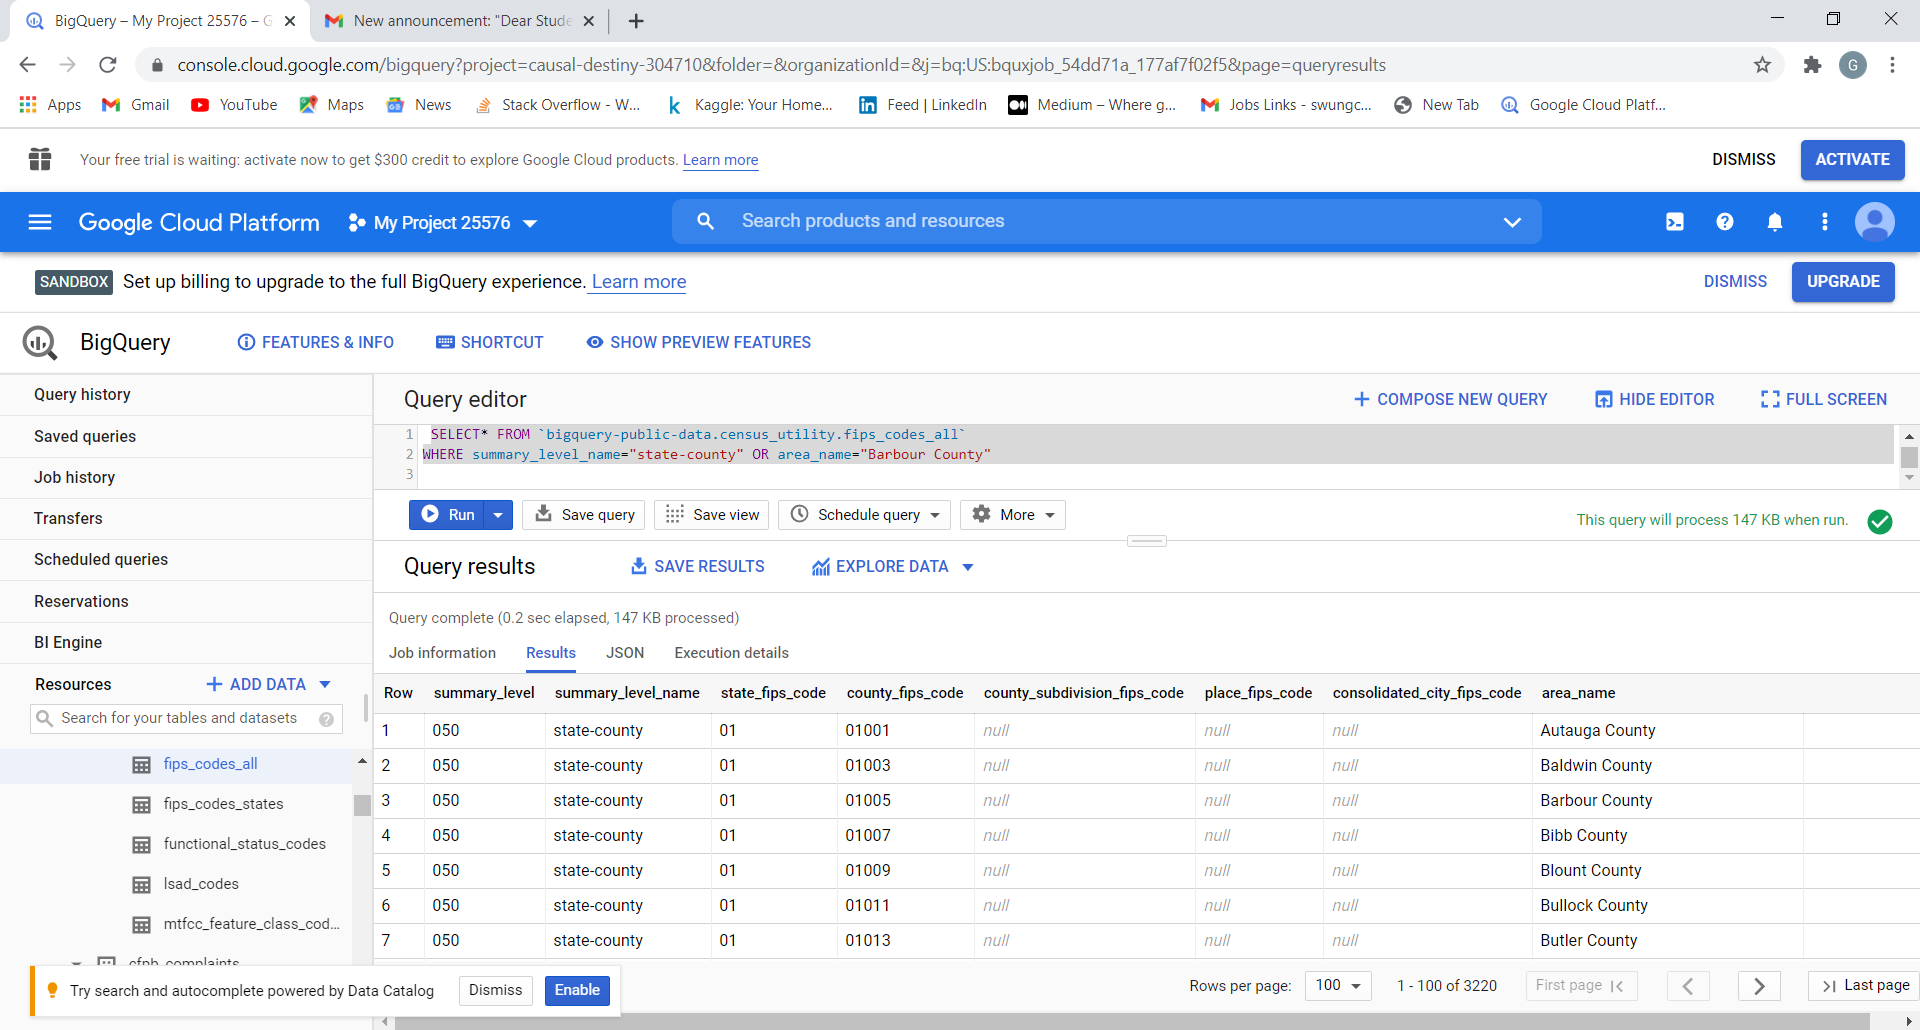 BigQuery – My Project 25576 – G
New announcement: "Dear Stude
console.cloud.google.com/bigquery?project=causal-destiny-304710&folder=&organizationId=&j=bq:US:bquxjob_54dd71a_177af7f02f5&page=queryresults
G
Apps Gmail YouTube Maps News Stack Overflow - W... Kaggle: Your Home... Feed | LinkedIn Medium – Where g... Jobs Links - swungc... New Tab Google Cloud Platf...
Your free trial is waiting: activate now to get $300 credit to explore Google Cloud products. Learn more DISMISS ACTIVATE
Google Cloud Platform My Project 25576 Search products and resources
SANDBOX Set up billing to upgrade to the full BigQuery experience. Learn more DISMISS UPGRADE
BigQuery FEATURES & INFO SHORTCUT SHOW PREVIEW FEATURES
Query history
Saved queries
Job history
Transfers
Scheduled queries
Reservations
BI Engine
Resources + ADD DATA
Search for your tables and datasets
fips_codes_all
fips_codes_states
functional_status_codes
lsad_codes
mtfcc_feature_class_cod...
cfpb_complaints
Query editor + COMPOSE NEW QUERY HIDE EDITOR FULL SCREEN
1 SELECT* FROM `bigquery-public-data.census_utility.fips_codes_all`
2 WHERE summary_level_name="state-county" OR area_name="Barbour County"
3
Run Save query Save view Schedule query More This query will process 147 KB when run.
Query results SAVE RESULTS EXPLORE DATA
Query complete (0.2 sec elapsed, 147 KB processed)
Job information Results JSON Execution details
Row summary_level summary_level_name state_fips_code county_fips_code county_subdivision_fips_code place_fips_code consolidated_city_fips_code area_name
1 050 state-county 01 01001 null null null Autauga County
2 050 state-county 01 01003 null null null Baldwin County
3 050 state-county 01 01005 null null null Barbour County
4 050 state-county 01 01007 null null null Bibb County
5 050 state-county 01 01009 null null null Blount County
6 050 state-county 01 01011 null null null Bullock County
7 050 state-county 01 01013 null null null Butler County
Try search and autocomplete powered by Data Catalog Dismiss Enable
Rows per page: 100 1 - 100 of 3220 First page Last page